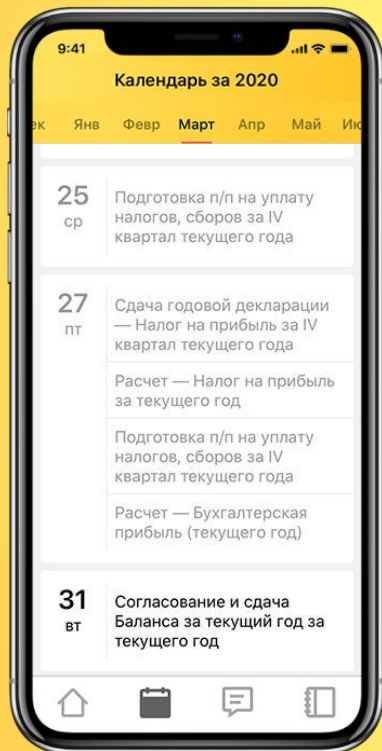 9:41
Календарь за 2020
ек Янв Февр Март Апр Май Ию
25
ср
Подготовка п/п на уплату
налогов, сборов за IV
квартал текущего года
27
пт
Сдача годовой декларации
— Налог на прибыль за IV
квартал текущего года
Расчет — Налог на прибыль
за текущего год
Подготовка п/п на уплату
налогов, сборов за IV
квартал текущего года
Расчет — Бухгалтерская
прибыль (текущего год)
31
вт
Согласование и сдача
Баланса за текущий год за
текущего год